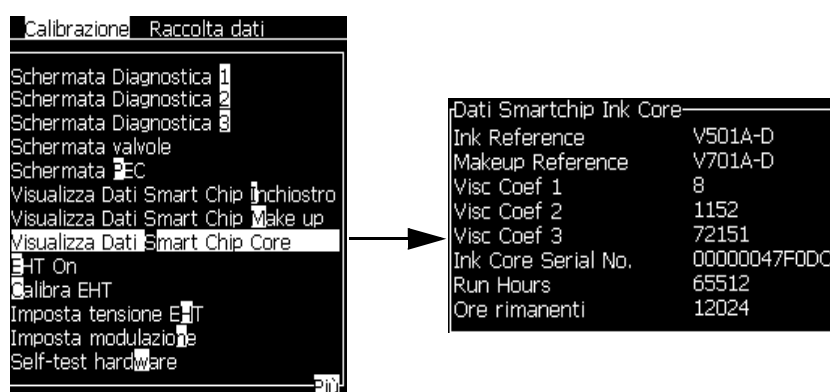 Calibrazione Raccolta dati
Schermata Diagnostica 1
Schermata Diagnostica 2
Schermata Diagnostica 3
Schermata valvole
Schermata PEC
Visualizza Dati Smart Chip Inchiostro
Visualizza Dati Smart Chip Make up
Visualizza Dati Smart Chip Core
EHT On
Calibra EHT
Imposta tensione EHT
Imposta modulazione
Self-test hardware
Più
Dati Smartchip Ink Core
Ink Reference V501A-D
Makeup Reference V701A-D
Visc Coef 1 8
Visc Coef 2 1152
Visc Coef 3 72151
Ink Core Serial No. 00000047F0DC
Run Hours 65512
Ore rimanenti 12024